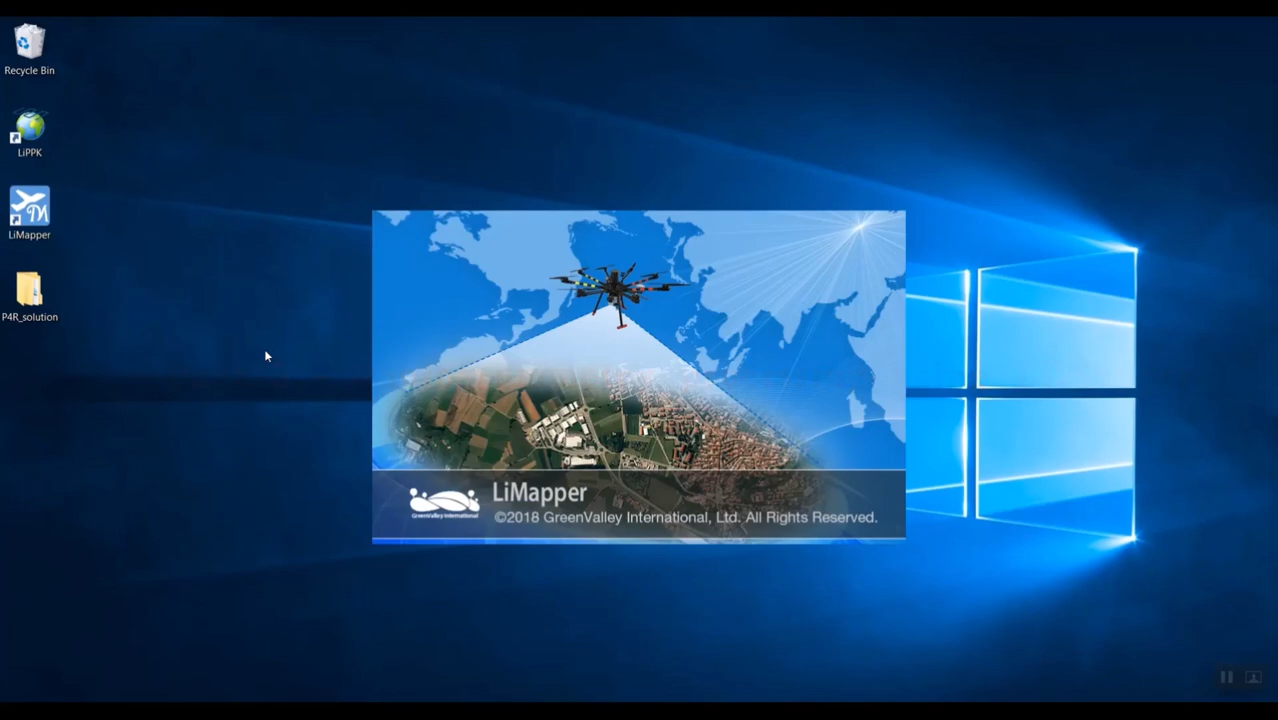 Recycle Bin
LiPPK
LiMapper
P4R_solution
GreenValley International
LiMapper
©2018 GreenValley International, Ltd. All Rights Reserved.